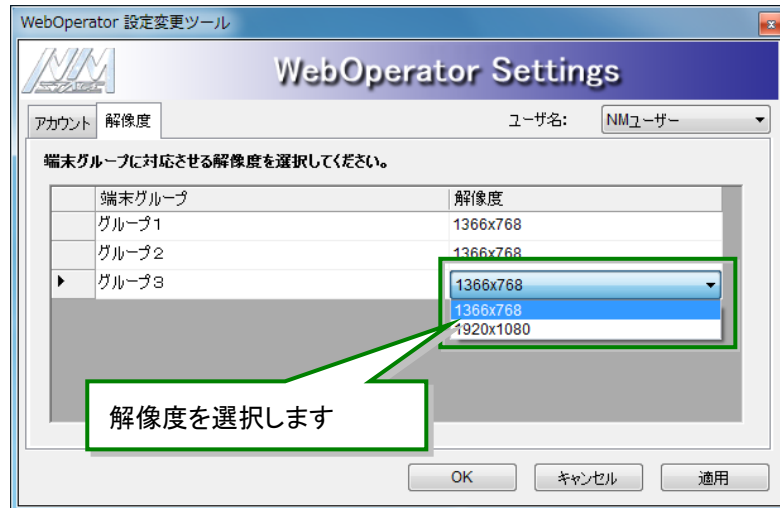 WebOperator 設定変更ツール
NM
STAGE
WebOperator Settings
アカウント 解像度 ユーザ名: NMユーザー
端末グループに対応させる解像度を選択してください。
端末グループ 解像度
グループ1 1366x768
グループ2 1366x768
グループ3 1366x768
1366x768
1920x1080
解像度を選択します
OK キャンセル 適用